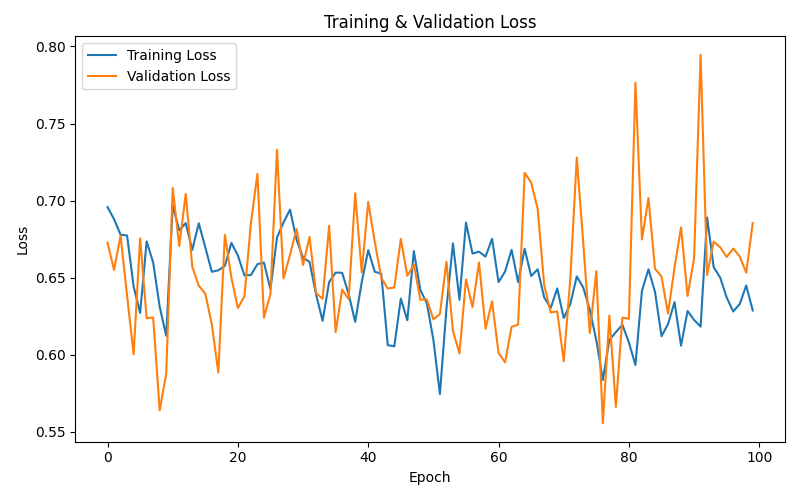 Training & Validation Loss
Training Loss
Validation Loss
0.80
0.75
0.70
0.65
0.60
0.55
Loss
0 20 40 60 80 100
Epoch